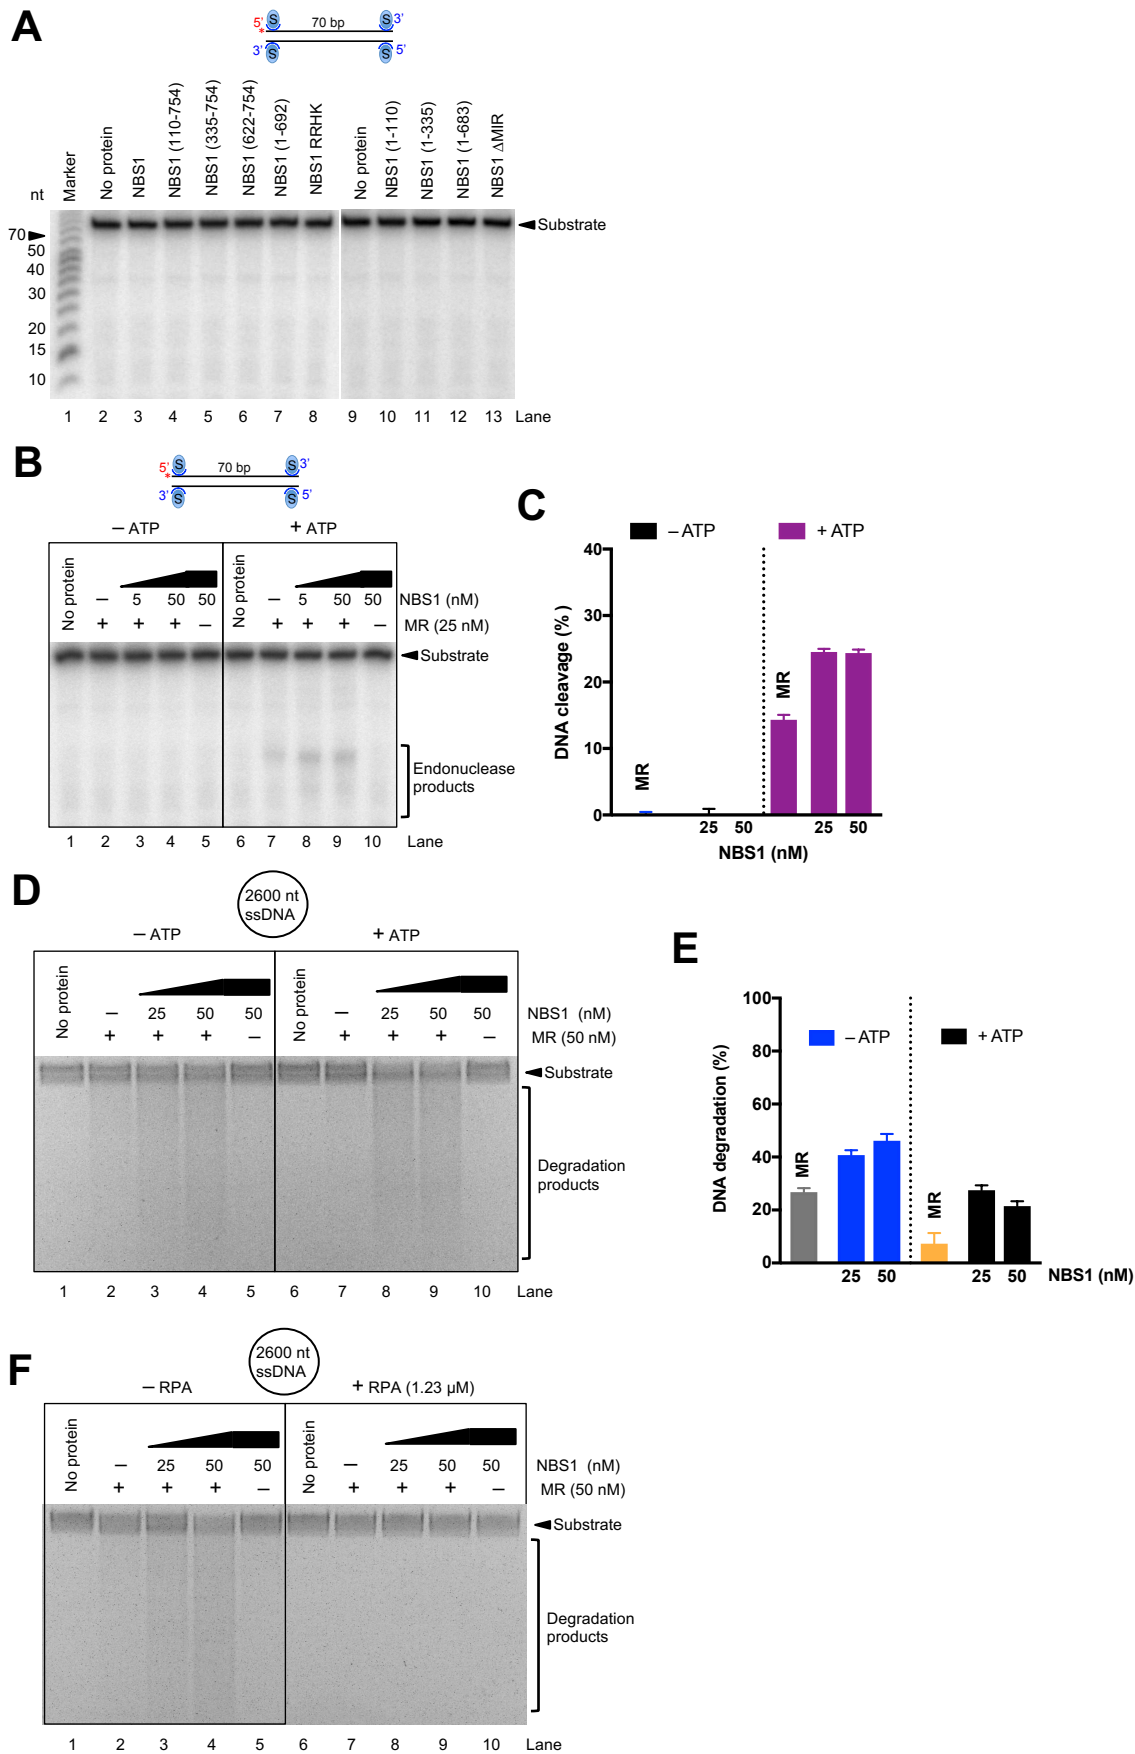 A
5' 70 bp 3'
* S S
3' S S 5'
nt
Marker
No protein
NBS1
NBS1 (110-754)
NBS1 (335-754)
NBS1 (622-754)
NBS1 (1-692)
NBS1 RRHK
No protein
NBS1 (1-110)
NBS1 (1-335)
NBS1 (1-683)
NBS1 ΔMIR
70
50
40
30
20
15
10
Substrate
1 2 3 4 5 6 7 8 9 10 11 12 13 Lane
B
5' 70 bp 3'
* S S
3' S S 5'
– ATP + ATP
No protein No protein
– 5 50 50 – 5 50 50 NBS1 (nM)
+ + + – + + + – MR (25 nM)
Substrate
Endonuclease
products
1 2 3 4 5 6 7 8 9 10 Lane
C
– ATP + ATP
DNA cleavage (%)
40
30
20
10
0
MR MR
25 50 25 50
NBS1 (nM)
D
2600 nt
ssDNA
– ATP + ATP
No protein No protein
– 25 50 50 – 25 50 50 NBS1 (nM)
+ + + – + + + – MR (50 nM)
Substrate
Degradation
products
1 2 3 4 5 6 7 8 9 10 Lane
E
DNA degradation (%)
100
80
60
40
20
0
– ATP + ATP
MR MR
25 50 25 50 NBS1 (nM)
F
2600 nt
ssDNA
– RPA + RPA (1.23 μM)
No protein No protein
– 25 50 50 – 25 50 50 NBS1 (nM)
+ + + – + + + – MR (50 nM)
Substrate
Degradation
products
1 2 3 4 5 6 7 8 9 10 Lane